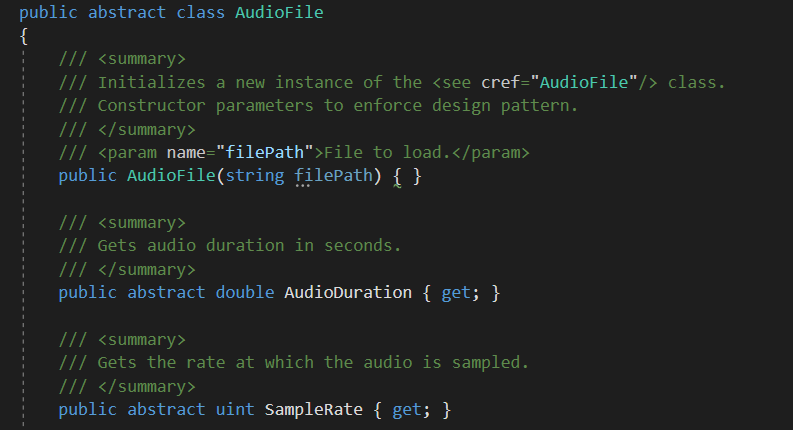 public abstract class AudioFile
{
/// <summary>
/// Initializes a new instance of the <see cref="AudioFile"/> class.
/// Constructor parameters to enforce design pattern.
/// </summary>
/// <param name="filePath">File to load.</param>
public AudioFile(string filePath) { }
/// <summary>
/// Gets audio duration in seconds.
/// </summary>
public abstract double AudioDuration { get; }
/// <summary>
/// Gets the rate at which the audio is sampled.
/// </summary>
public abstract uint SampleRate { get; }